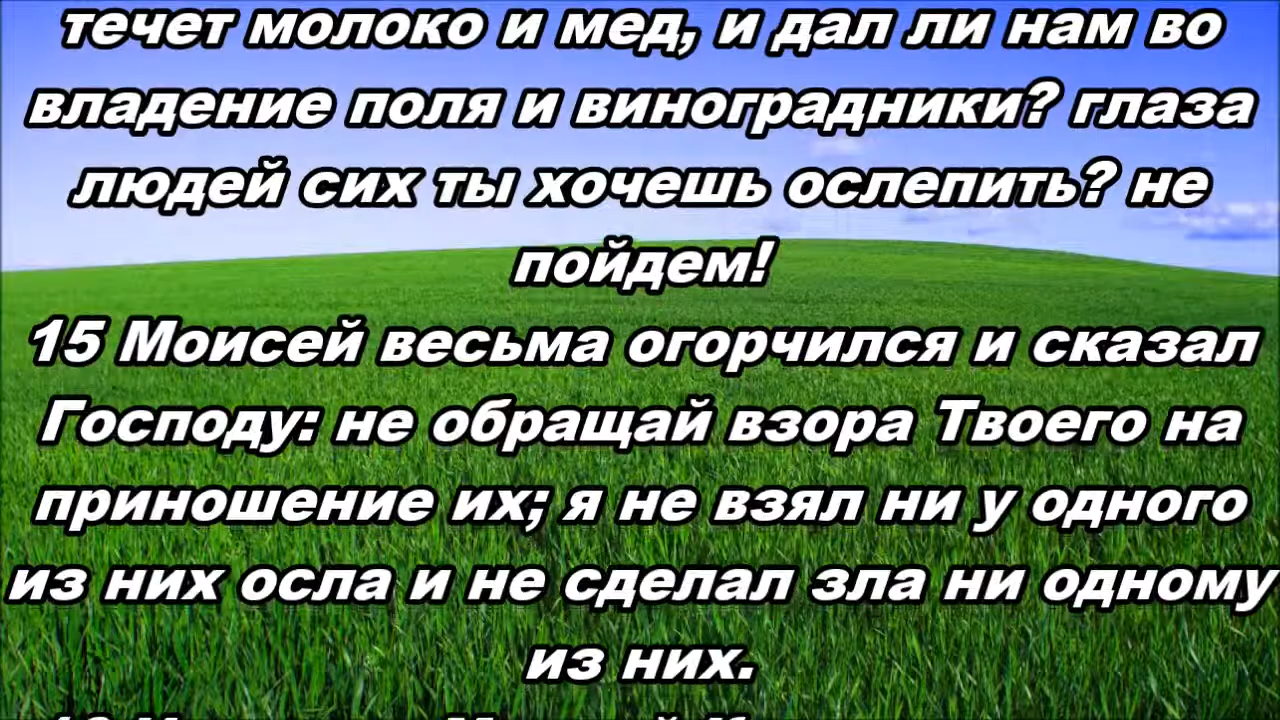 течет молоко и мед, и дал ли нам во
владение поля и виноградники? глаза
людей сих ты хочешь ослепить? не
пойдем!
15 Моисей весьма огорчился и сказал
Господу: не обращай взора Твоего на
приношение их; я не взял ни у одного
из них осла и не сделал зла ни одному
из них.